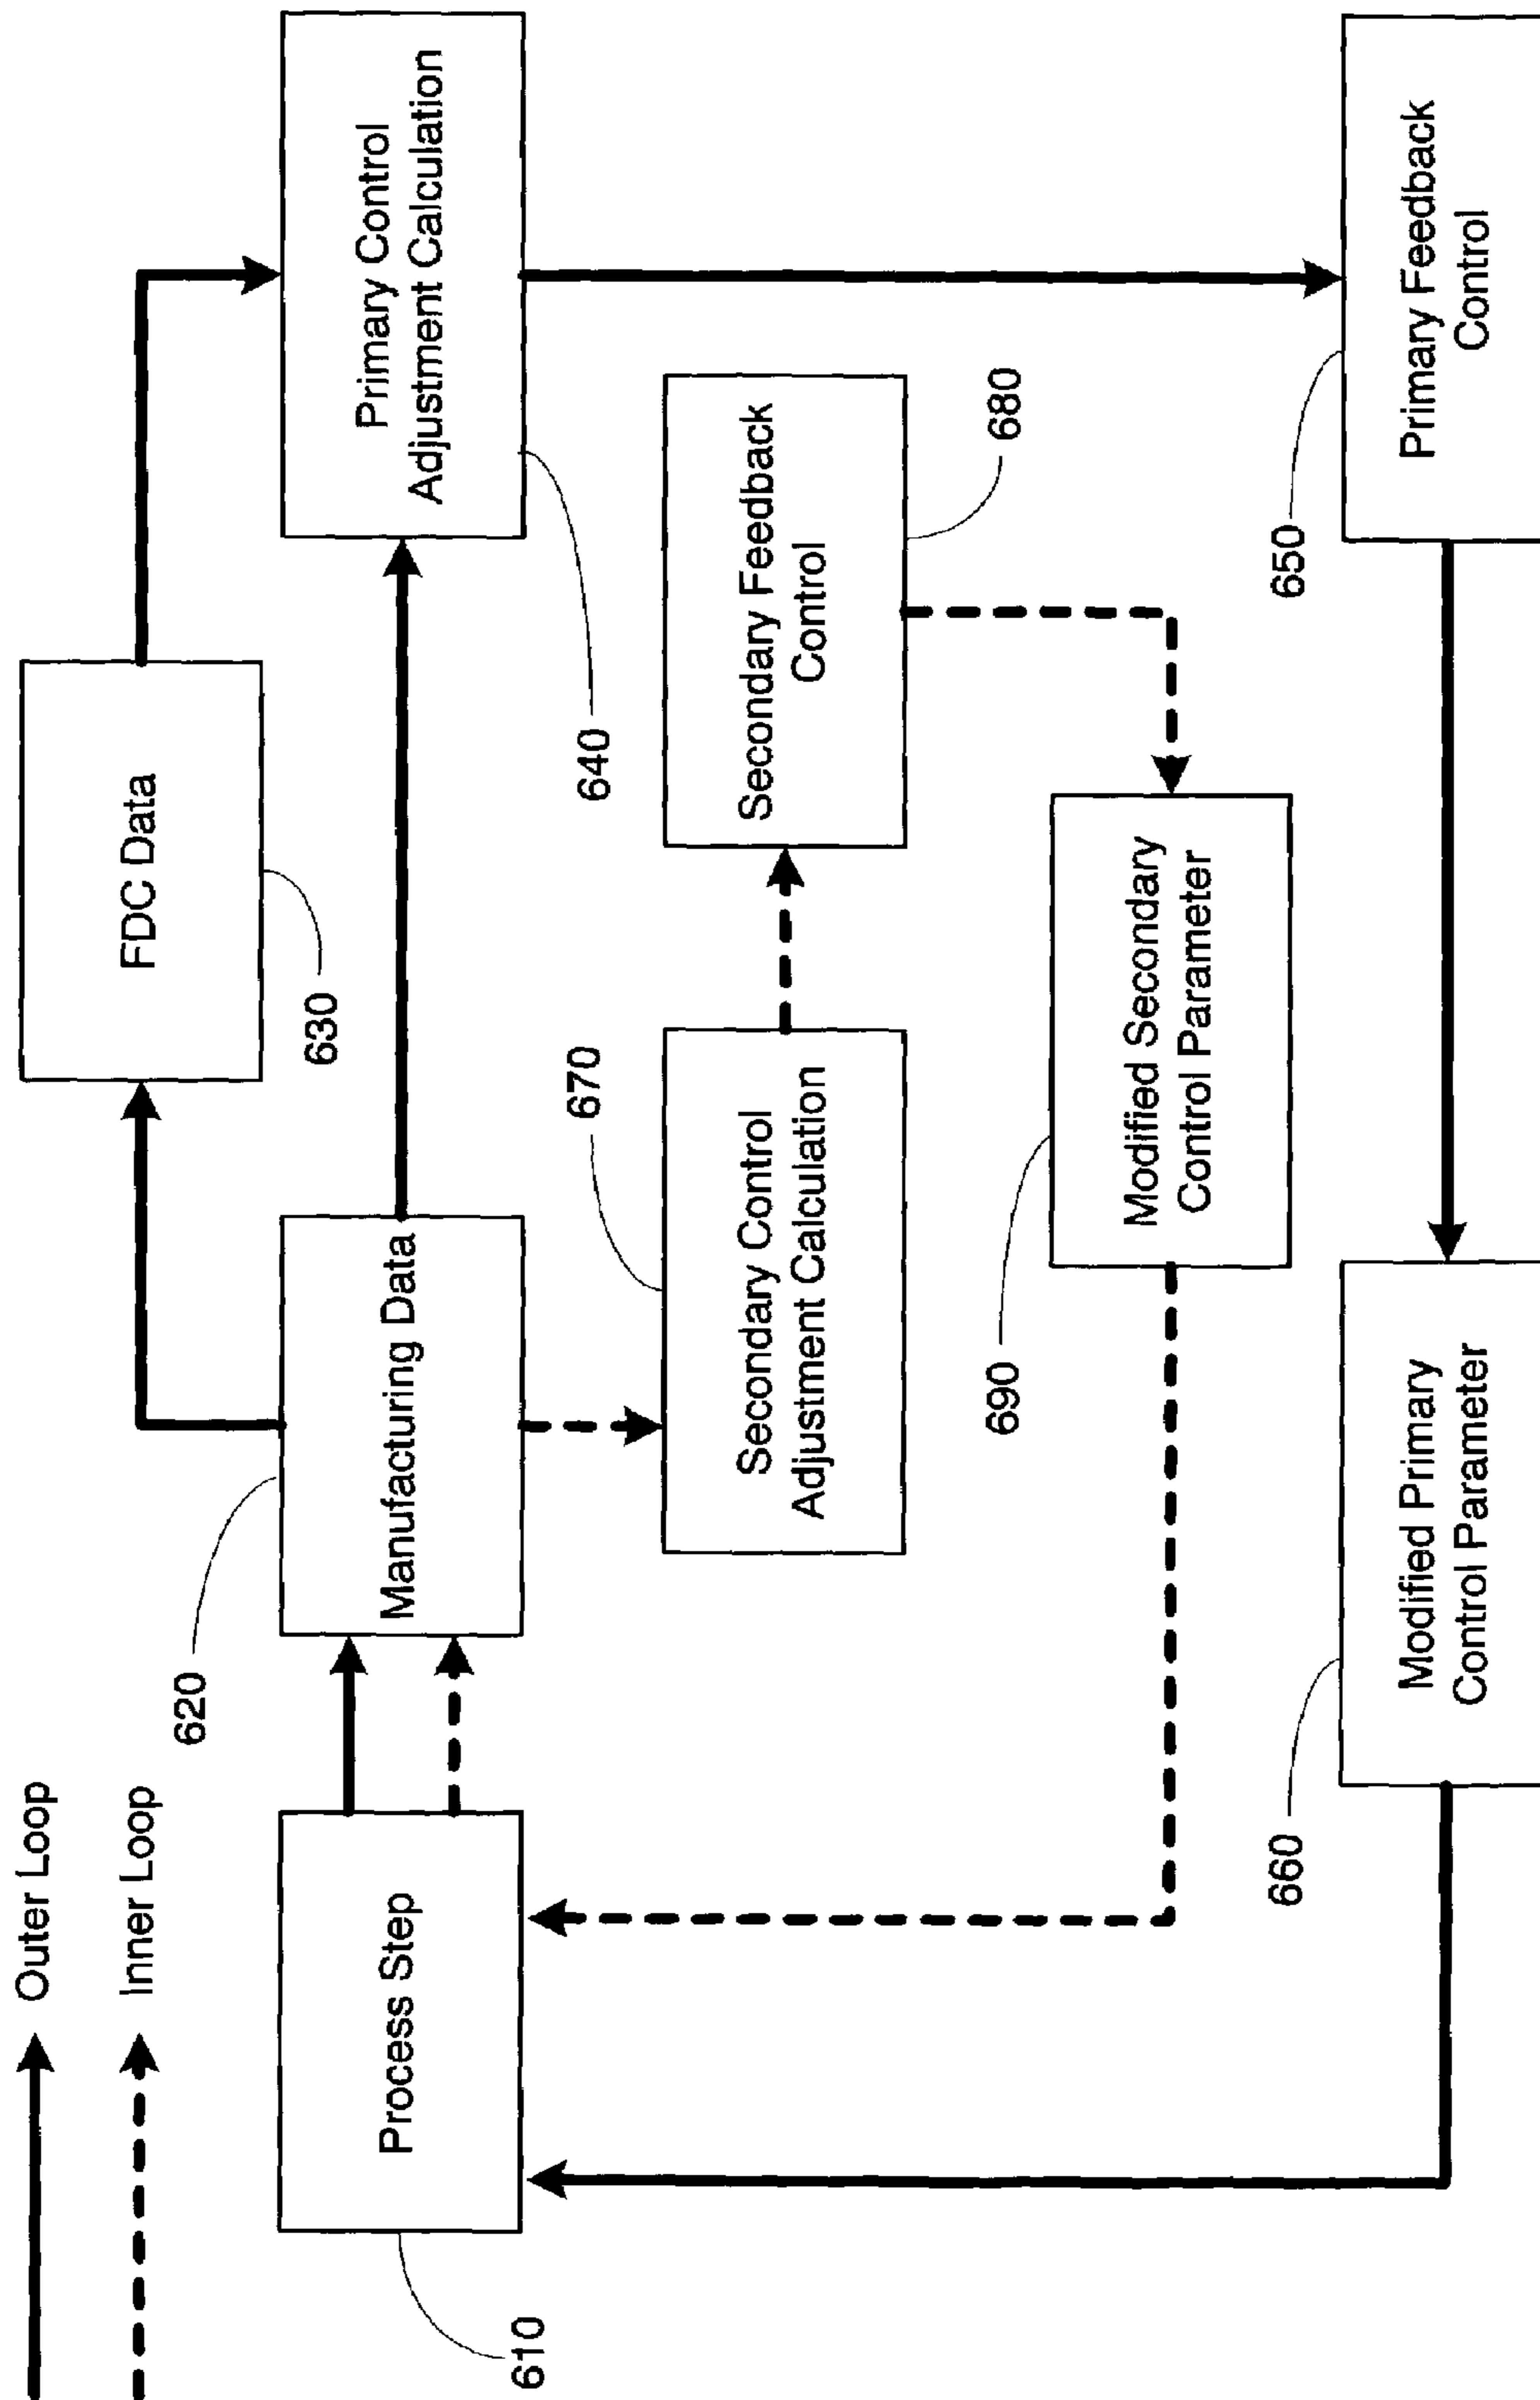 Outer Loop
Inner Loop
FDC Data
630
620
Process Step
610
Manufacturing Data
Primary Control
Adjustment Calculation
640
670
Secondary Control
Adjustment Calculation
Secondary Feedback
Control
680
690
Modified Secondary
Control Parameter
660
Modified Primary
Control Parameter
650
Primary Feedback
Control